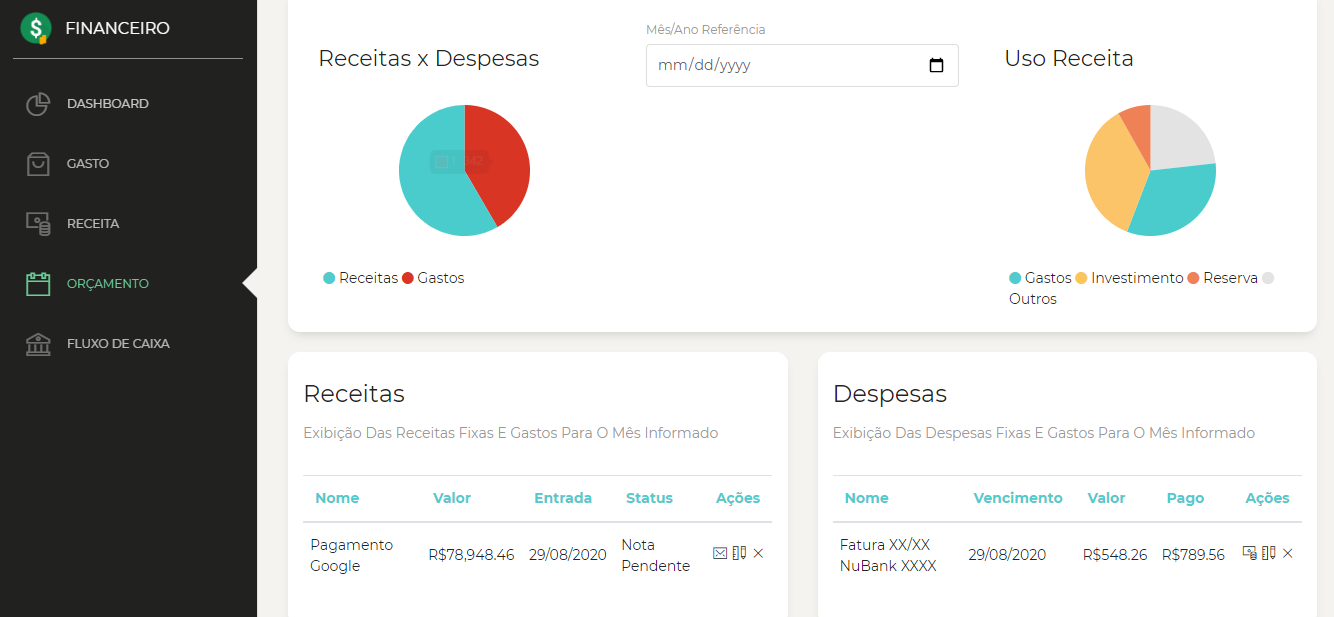 FINANCEIRO
DASHBOARD
GASTO
RECEITA
ORÇAMENTO
FLUXO DE CAIXA
Receitas x Despesas
Mês/Ano Referência
mm/dd/yyyy
Uso Receita
Receitas Gastos
Gastos Investimento Reserva
Outros
Receitas
Exibição Das Receitas Fixas E Gastos Para O Mês Informado
Nome Valor Entrada Status Ações
Pagamento Google R$78,948.46 29/08/2020 Nota Pendente
Despesas
Exibição Das Despesas Fixas E Gastos Para O Mês Informado
Nome Vencimento Valor Pago Ações
Fatura XX/XX NuBank XXXX 29/08/2020 R$548.26 R$789.56